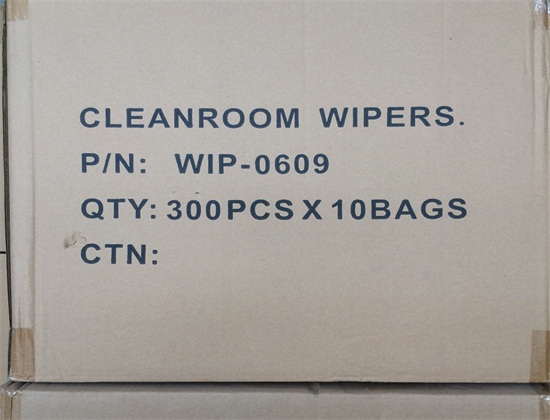 CLEANROOM WIPERS.
P/N: WIP-0609
QTY: 300PCS X 10BAGS
CTN: